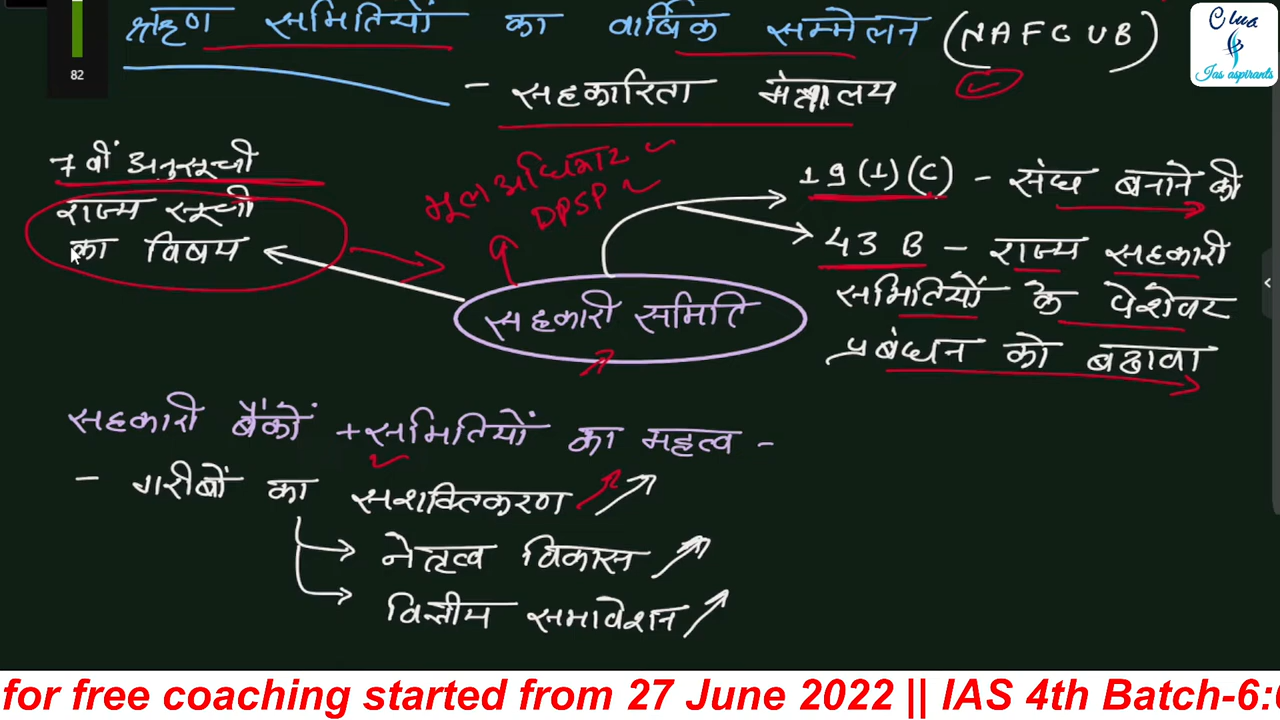 ऋण समितियों का वार्षिक सम्मेलन (NAFCUB)
- सहकारिता मंत्रालय
Clue
Ias aspirants
82
7 वीं अनुसूची
राज्य सूची
का विषय
मूल अधिकार
DPSP
19(1)(C) - संघ बनाने की
43 B - राज्य सहकारी
समितियों के पेशेवर
प्रबंधन को बढावा
सहकारी समिति
सहकारी बैंकों + समितियों का महत्व -
- गरीबों का सशक्तिकरण
नेतृत्व विकास
वित्तीय समावेशन
for free coaching started from 27 June 2022 || IAS 4th Batch-6: